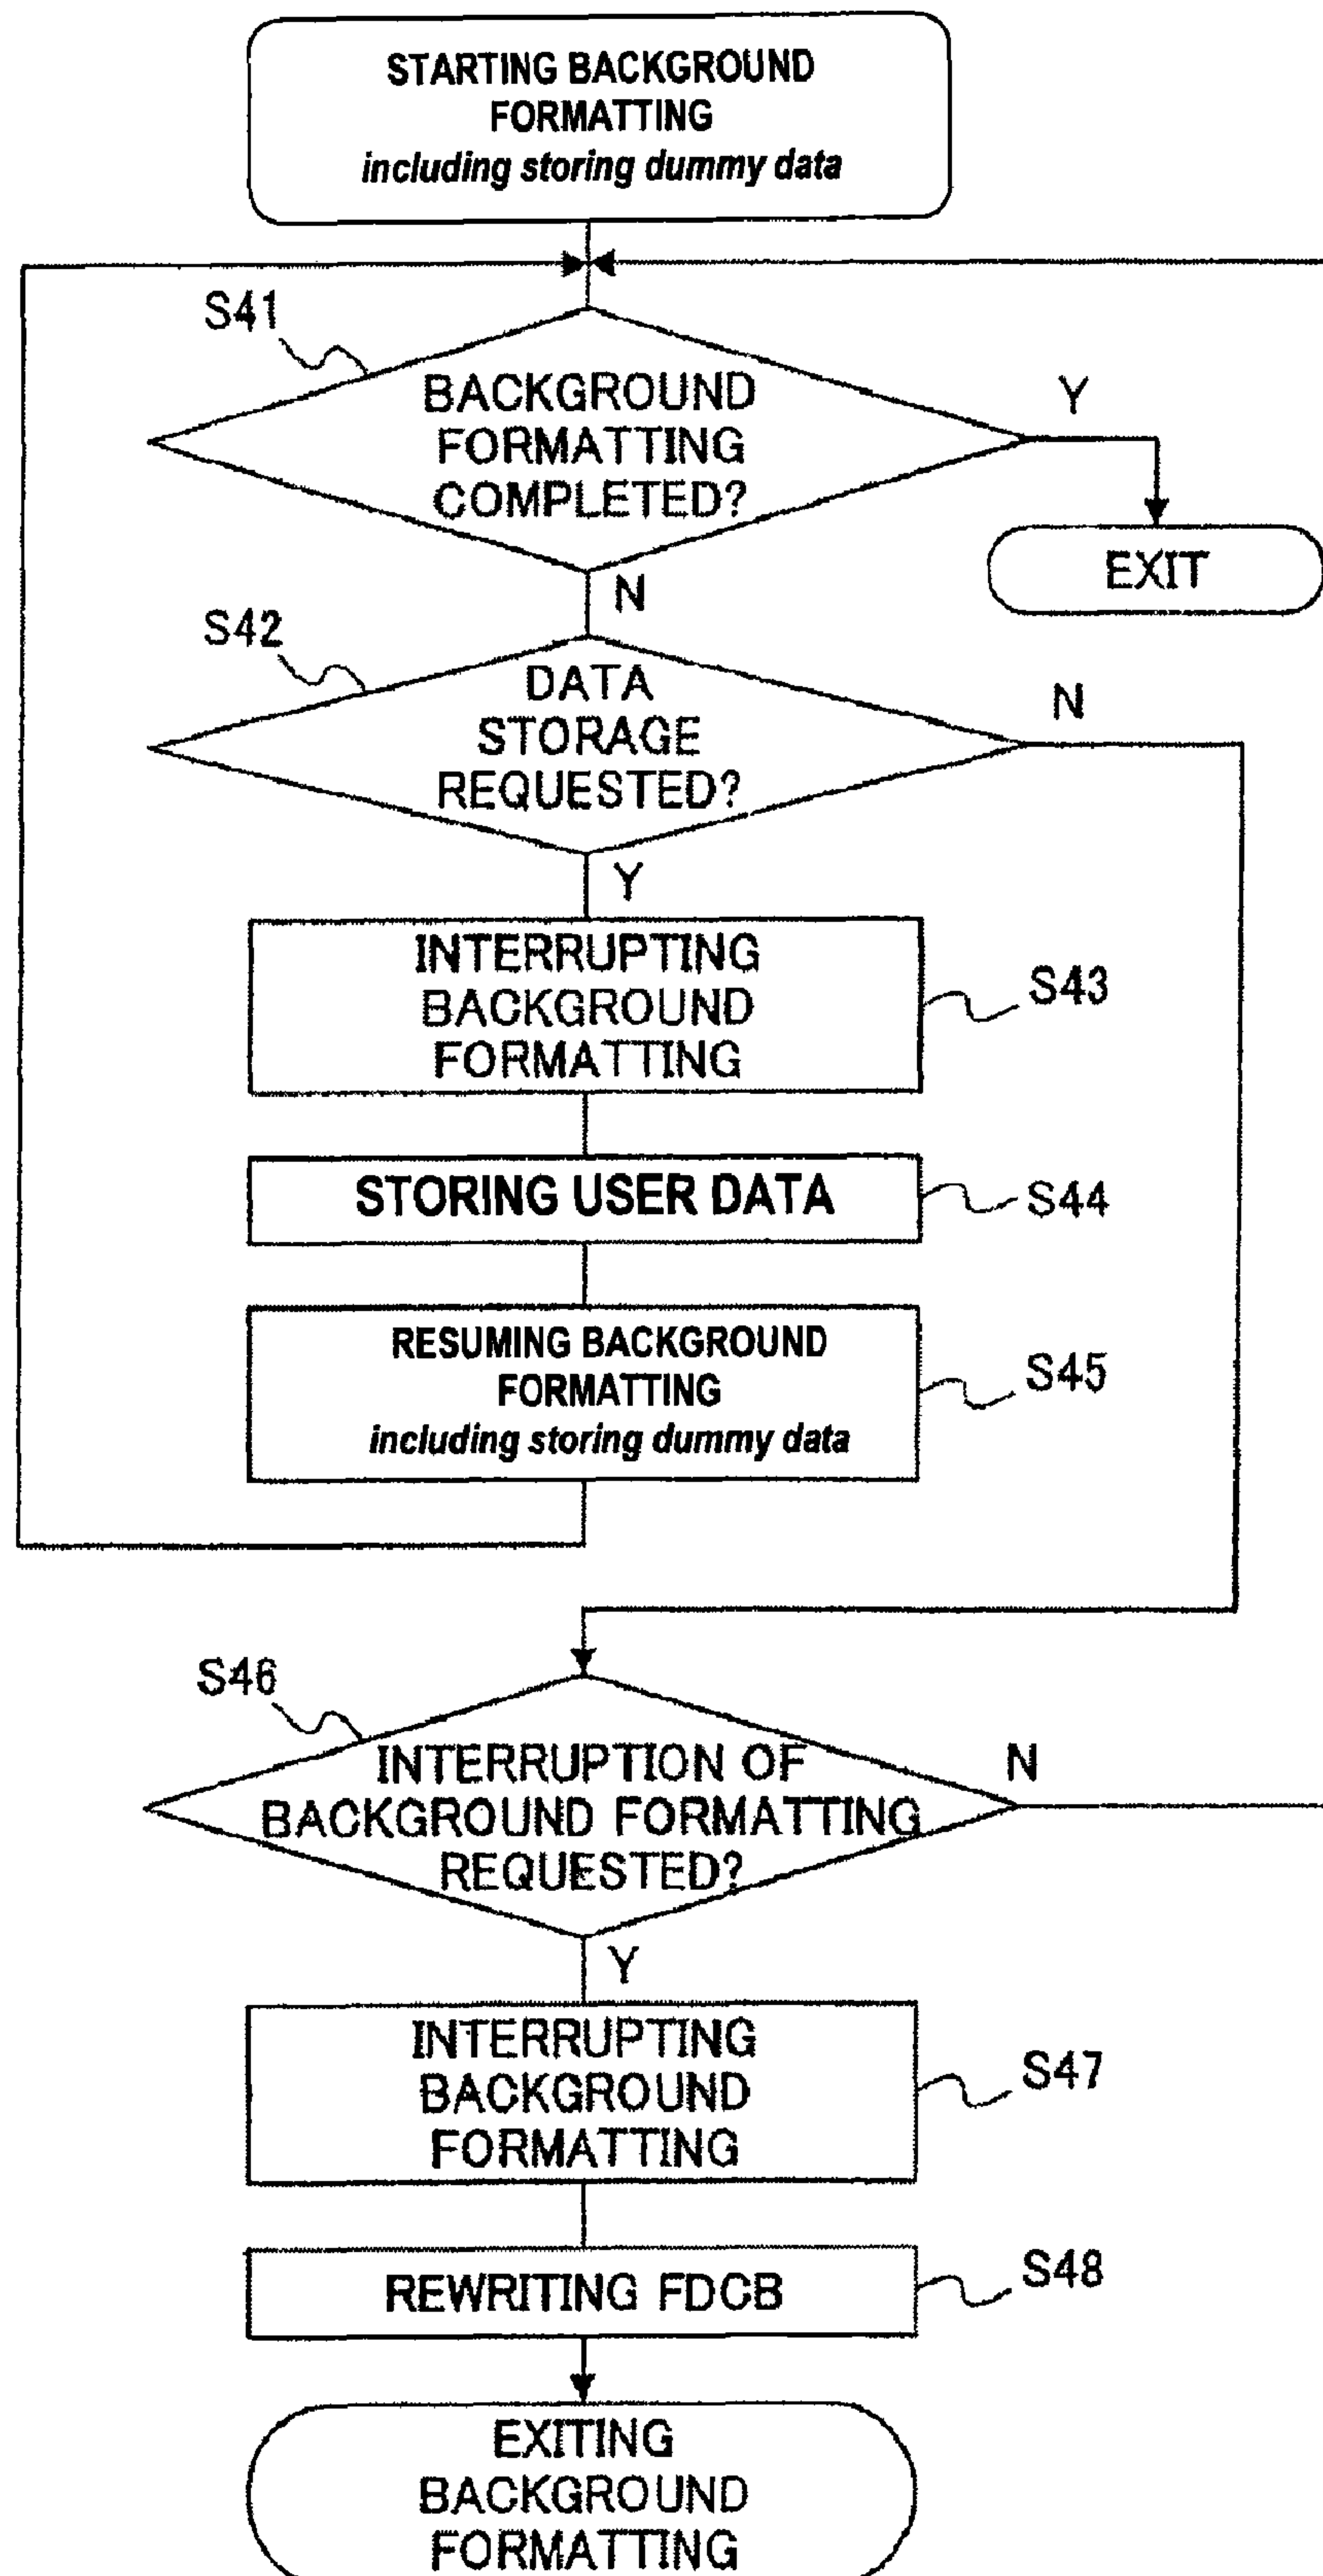 STARTING BACKGROUND
FORMATTING
including storing dummy data
S41
BACKGROUND
FORMATTING
COMPLETED?
Y
EXIT
N
S42
DATA
STORAGE
REQUESTED?
N
Y
INTERRUPTING
BACKGROUND
FORMATTING
S43
STORING USER DATA
S44
RESUMING BACKGROUND
FORMATTING
including storing dummy data
S45
S46
INTERRUPTION OF
BACKGROUND FORMATTING
REQUESTED?
N
Y
INTERRUPTING
BACKGROUND
FORMATTING
S47
REWRITING FDCB
S48
EXITING
BACKGROUND
FORMATTING